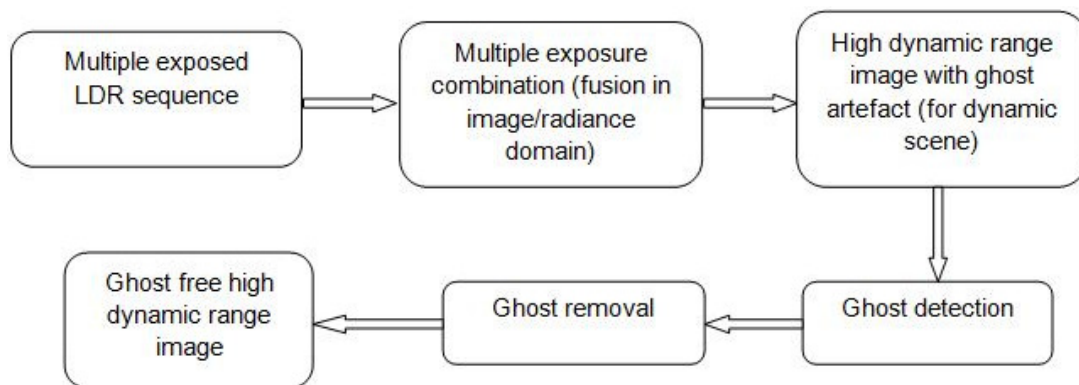 Multiple exposed
LDR sequence
Multiple exposure
combination (fusion in
image/radiance
domain)
High dynamic range
image with ghost
artefact (for dynamic
scene)
Ghost detection
Ghost removal
Ghost free high
dynamic range
image